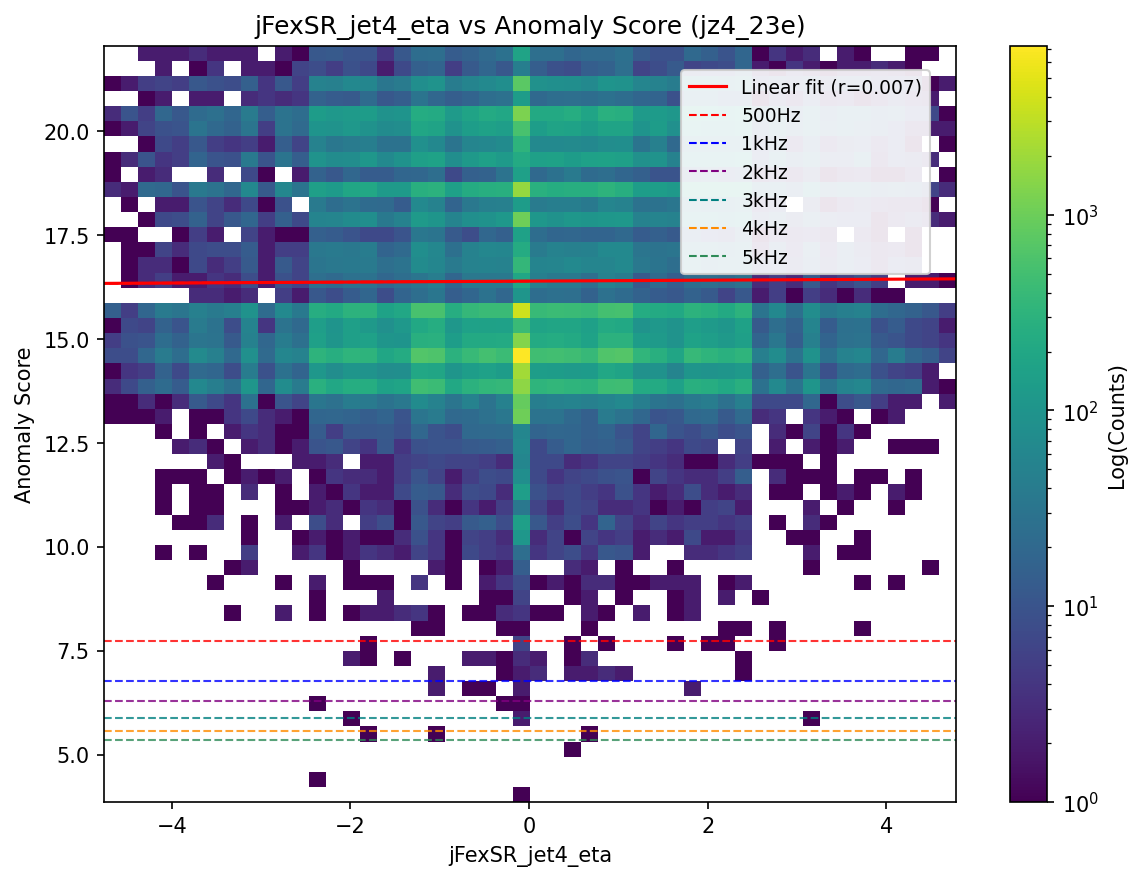 jFexSR_jet4_eta vs Anomaly Score (jz4_23e)
Linear fit (r=0.007)
500Hz
1kHz
2kHz
3kHz
4kHz
5kHz
Anomaly Score
20.0
17.5
15.0
12.5
10.0
7.5
5.0
−4
−2
0
2
4
jFexSR_jet4_eta
10³
10²
10¹
10⁰
Log(Counts)